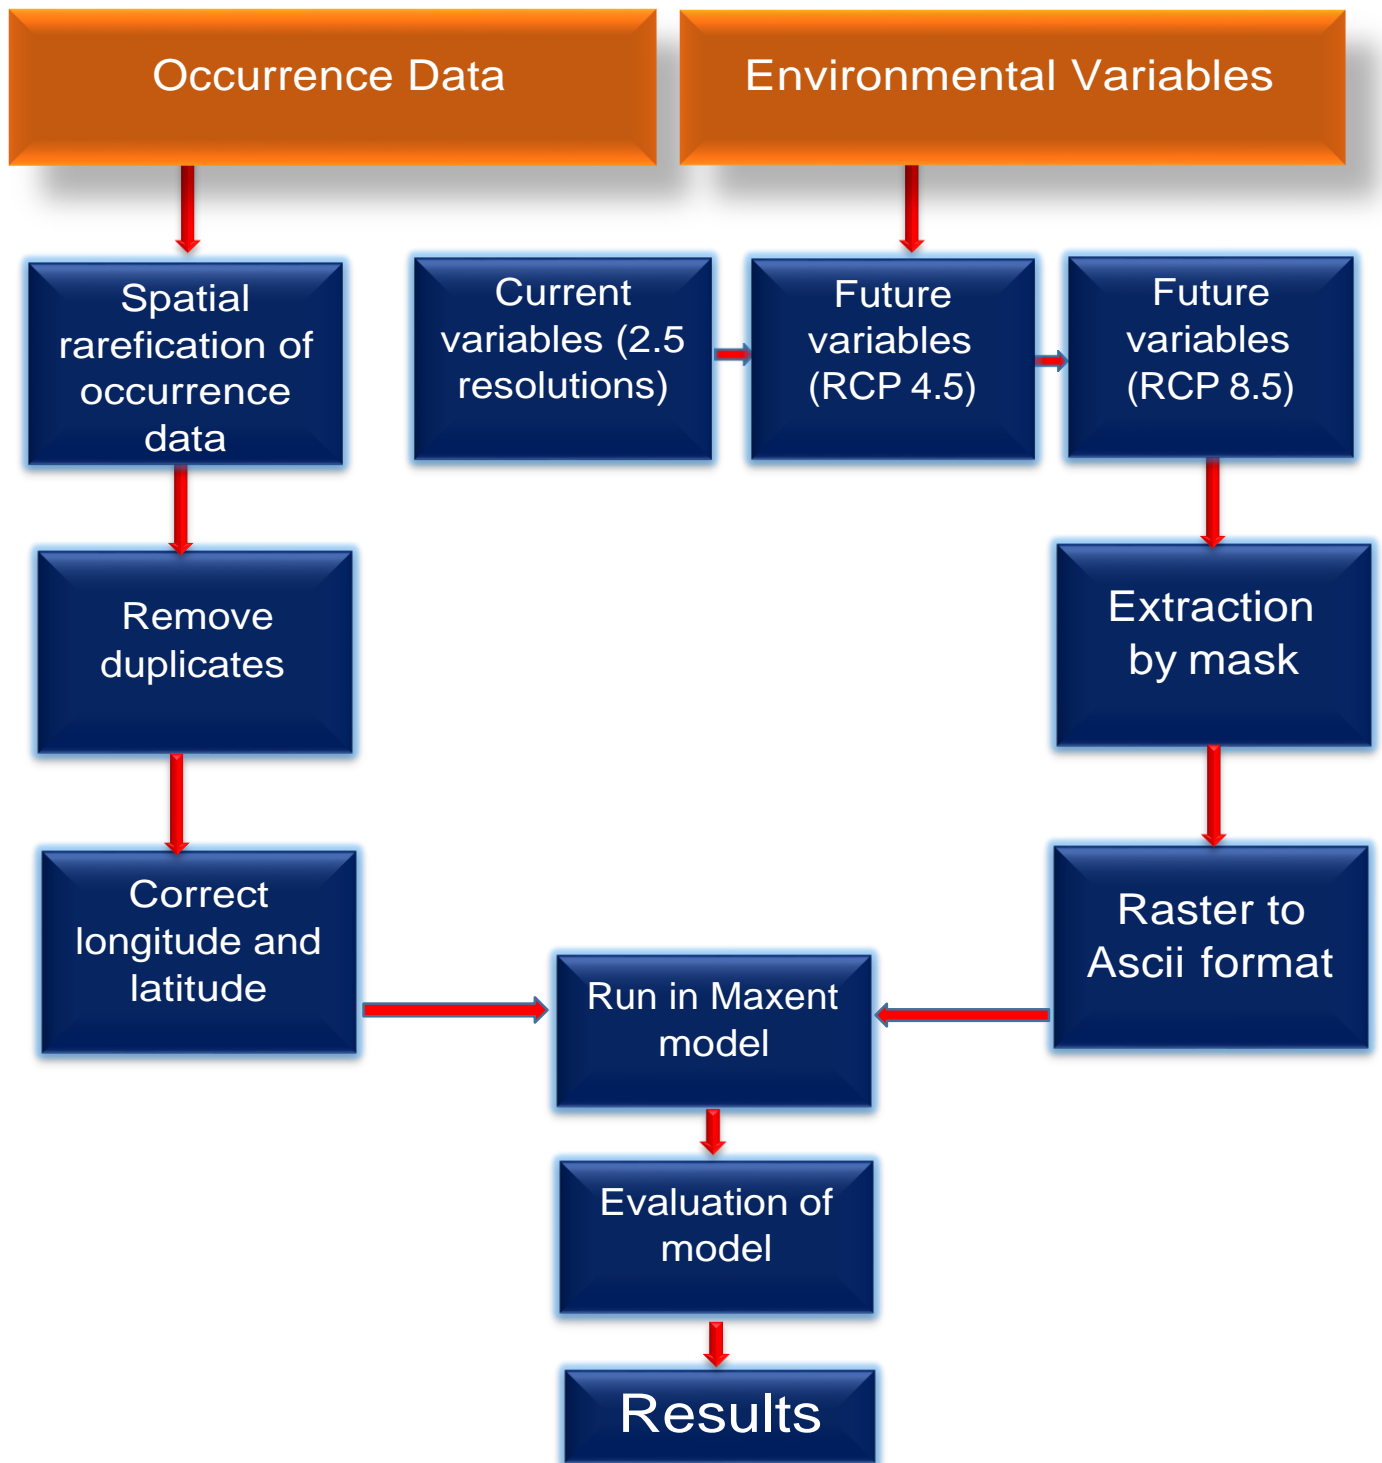 Occurrence Data
Environmental Variables
Spatial
rarefication of
occurrence
data
Current
variables (2.5
resolutions)
Future
variables
(RCP 4.5)
Future
variables
(RCP 8.5)
Remove
duplicates
Extraction
by mask
Correct
longitude and
latitude
Raster to
Ascii format
Run in Maxent
model
Evaluation of
model
Results